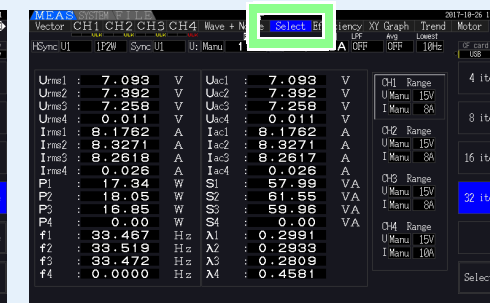 MEAS SYSTEM FILE 2017-10-26
Vector CH1 CH2 CH3 CH4 Wave + Select XY Graph Trend Motor
ULK ULK ULK LPF Avg Lowest CF card
HSync U1 1P2W Sync U1 U: Manu A OFF OFF 10Hz USB
Urms1 : 7.093 V Uac1 : 7.093 V
Urms2 : 7.392 V Uac2 : 7.392 V
Urms3 : 7.258 V Uac3 : 7.258 V
Urms4 : 0.011 V Uac4 : 0.011 V
Irms1 : 8.1762 A Iac1 : 8.1762 A
Irms2 : 8.3271 A Iac2 : 8.3271 A
Irms3 : 8.2618 A Iac3 : 8.2617 A
Irms4 : 0.026 A Iac4 : 0.026 A
P1 : 17.34 W S1 : 57.99 VA
P2 : 18.05 W S2 : 61.55 VA
P3 : 16.85 W S3 : 59.96 VA
P4 : 0.00 W S4 : 0.00 VA
f1 : 33.467 Hz λ1 : 0.2991
f2 : 33.519 Hz λ2 : 0.2933
f3 : 33.472 Hz λ3 : 0.2809
f4 : 0.0000 Hz λ4 : 0.4581
CH1 Range
U Manu 15V
I Manu 8A
CH2 Range
U Manu 15V
I Manu 8A
CH3 Range
U Manu 15V
I Manu 8A
CH4 Range
U Manu 15V
I Manu 10A
4
8
16
32
Select